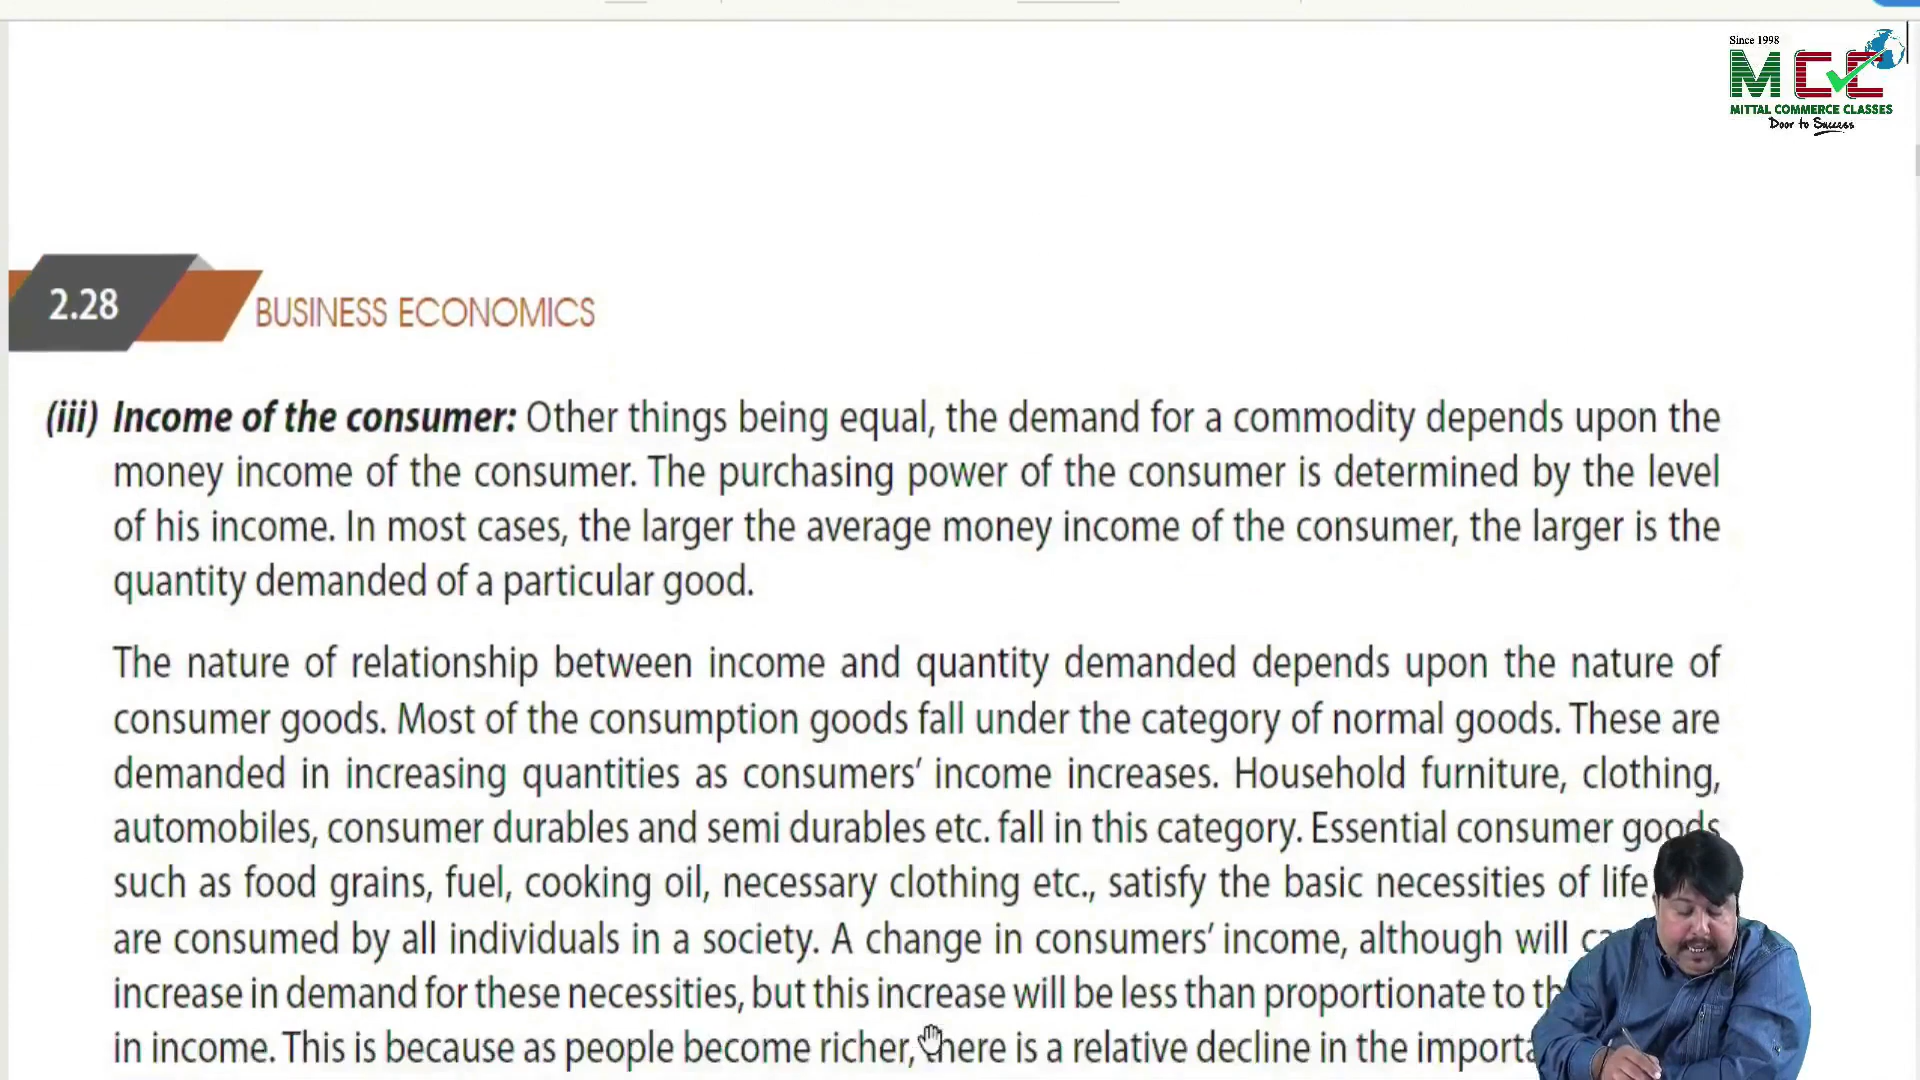 Since 1998
MCC
MITTAL COMMERCE CLASSES
Door to Success
2.28
BUSINESS ECONOMICS
(iii) Income of the consumer: Other things being equal, the demand for a commodity depends upon the
money income of the consumer. The purchasing power of the consumer is determined by the level
of his income. In most cases, the larger the average money income of the consumer, the larger is the
quantity demanded of a particular good.
The nature of relationship between income and quantity demanded depends upon the nature of
consumer goods. Most of the consumption goods fall under the category of normal goods. These are
demanded in increasing quantities as consumers’ income increases. Household furniture, clothing,
automobiles, consumer durables and semi durables etc. fall in this category. Essential consumer goods
such as food grains, fuel, cooking oil, necessary clothing etc., satisfy the basic necessities of life
are consumed by all individuals in a society. A change in consumers’ income, although will
increase in demand for these necessities, but this increase will be less than proportionate to
in income. This is because as people become richer, there is a relative decline in the